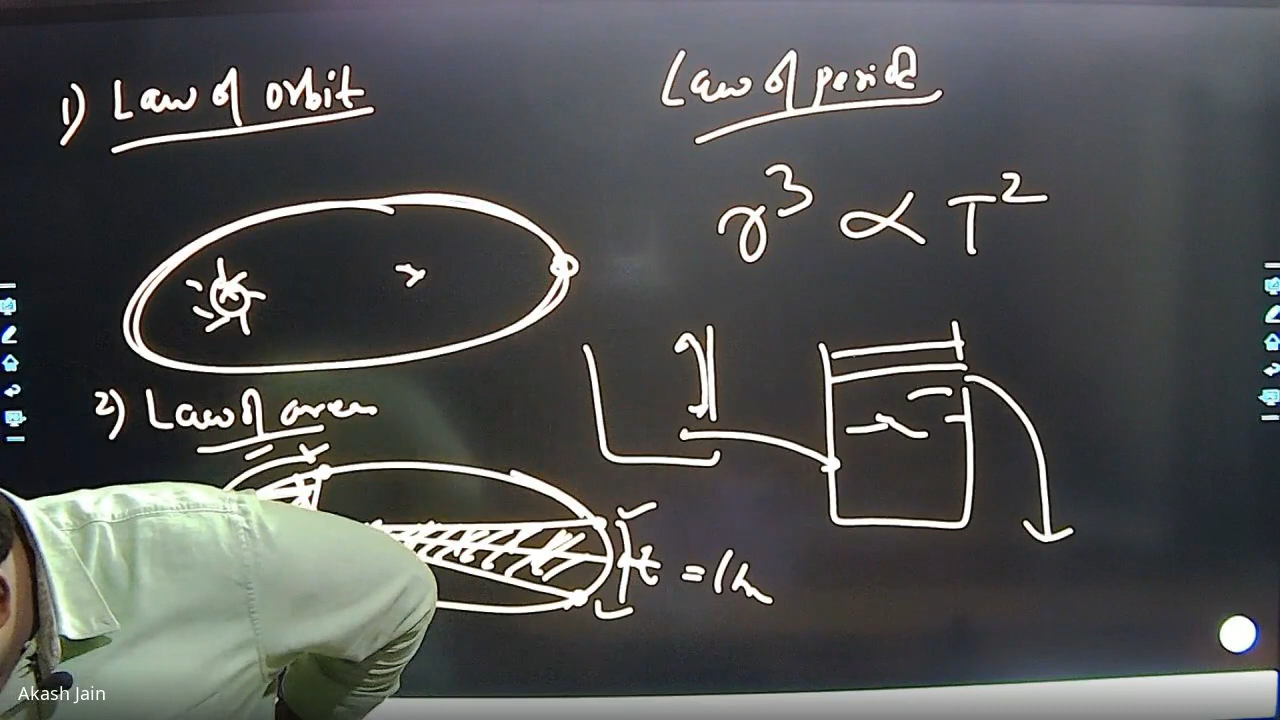 1) Law of orbit
2) Law of area
t = 1h
Law of period
r³ ∝ T²
Akash Jain